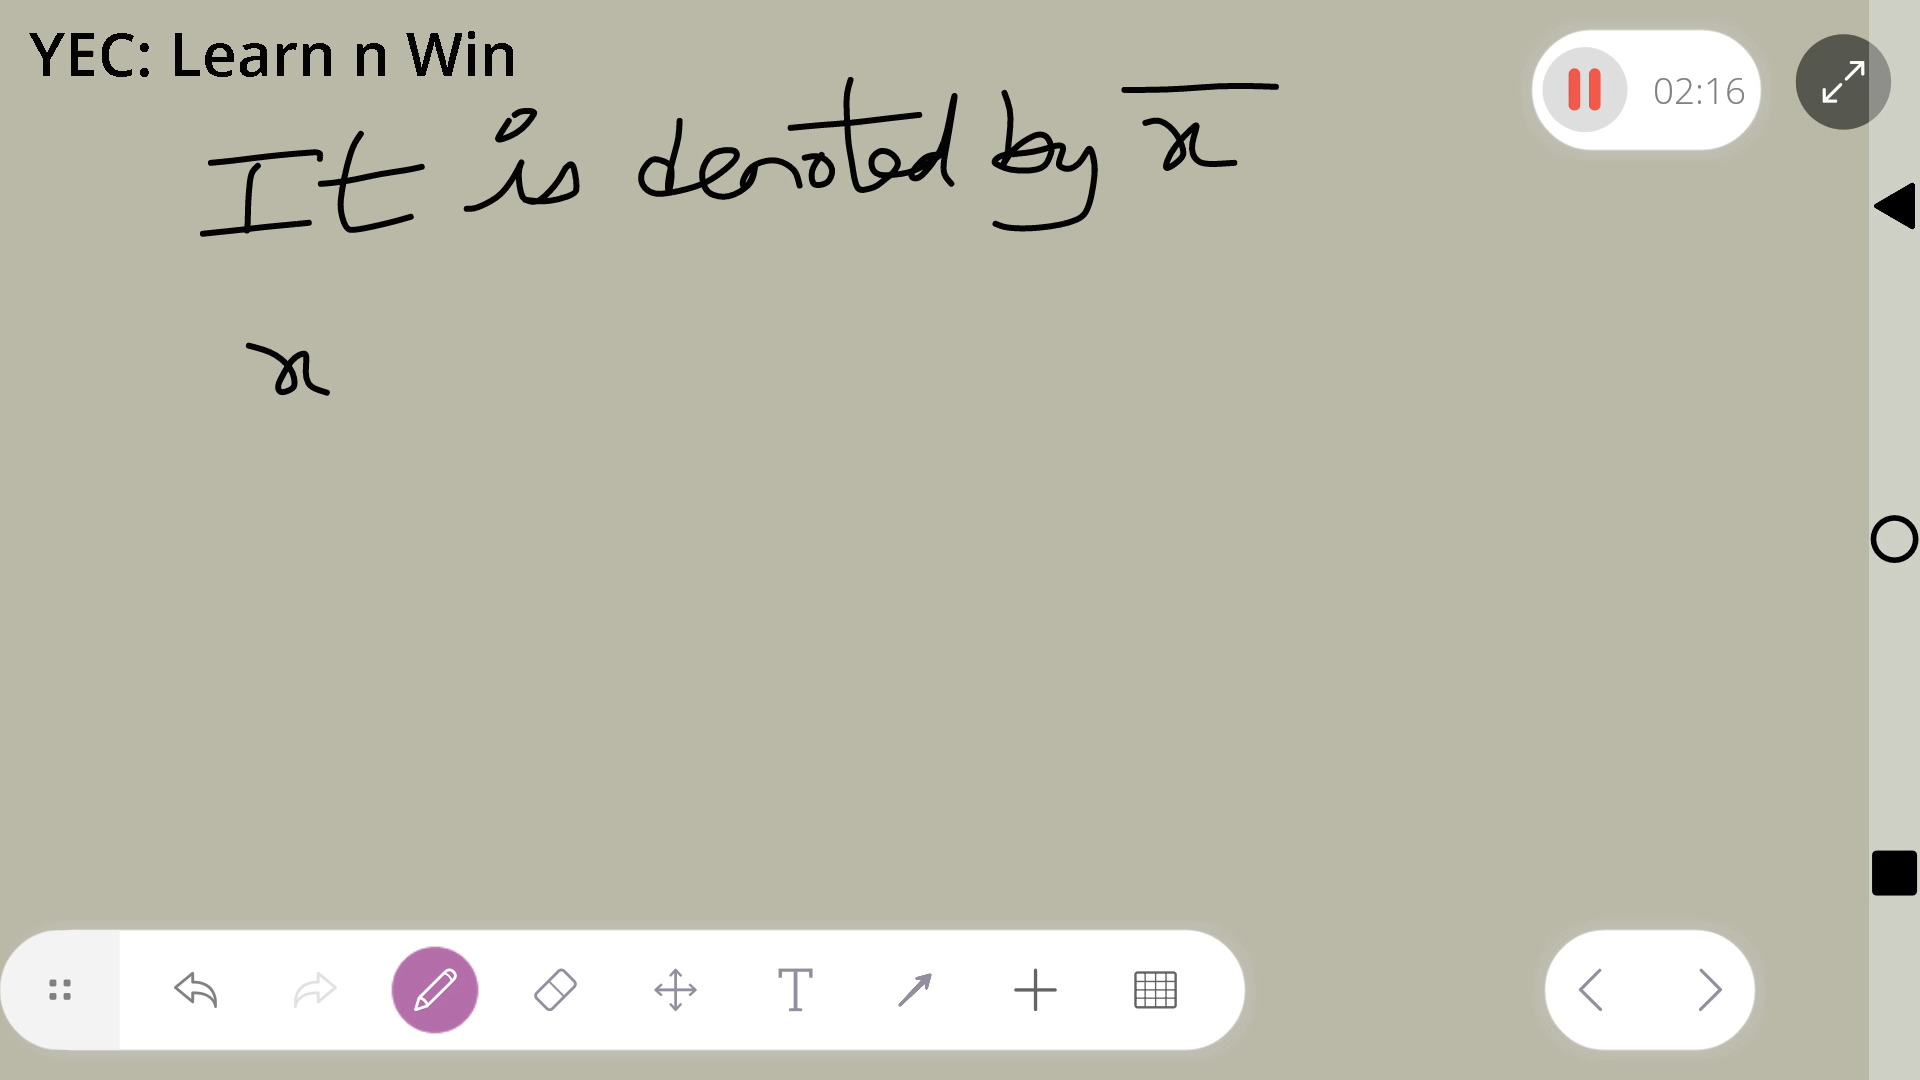 YEC: Learn n Win
02:16
It is denoted by x̄
x
T